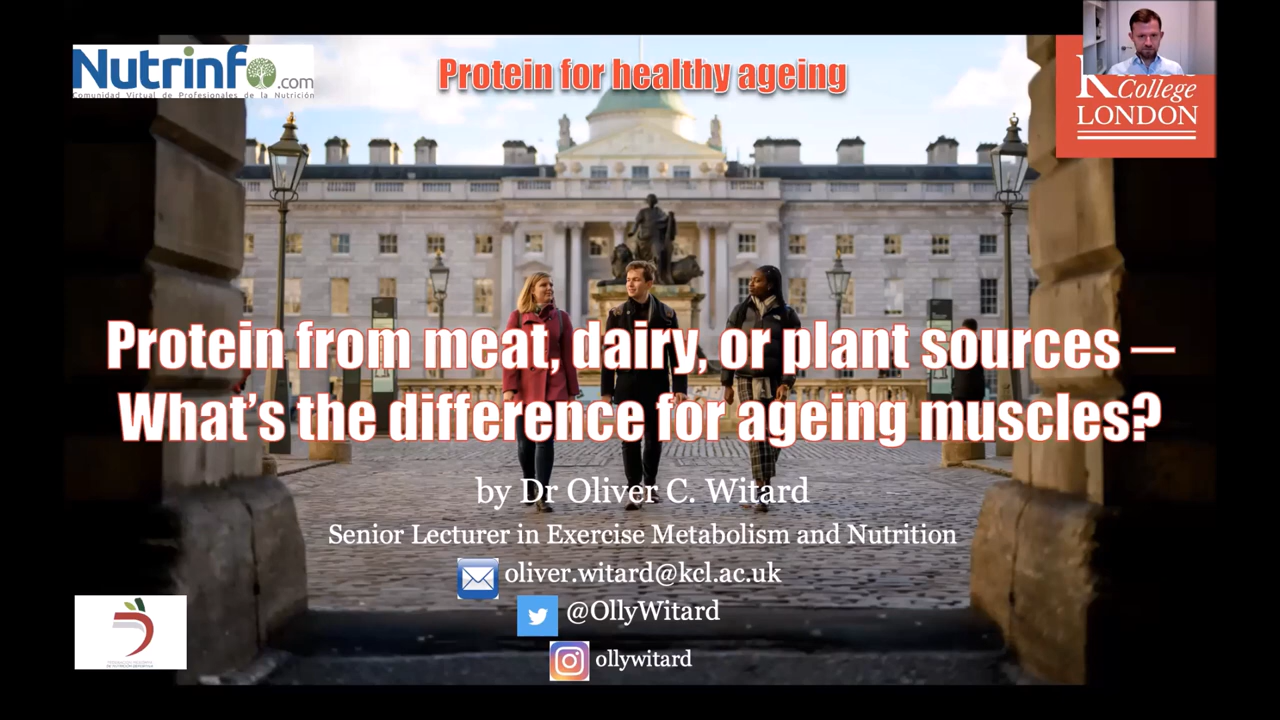 Nutrinfo.com
Comunidad Virtual de Profesionales de la Nutrición
Protein for healthy ageing
College
LONDON
Protein from meat, dairy, or plant sources –
What's the difference for ageing muscles?
by Dr Oliver C. Witard
Senior Lecturer in Exercise Metabolism and Nutrition
oliver.witard@kcl.ac.uk
@OllyWitard
ollywitard